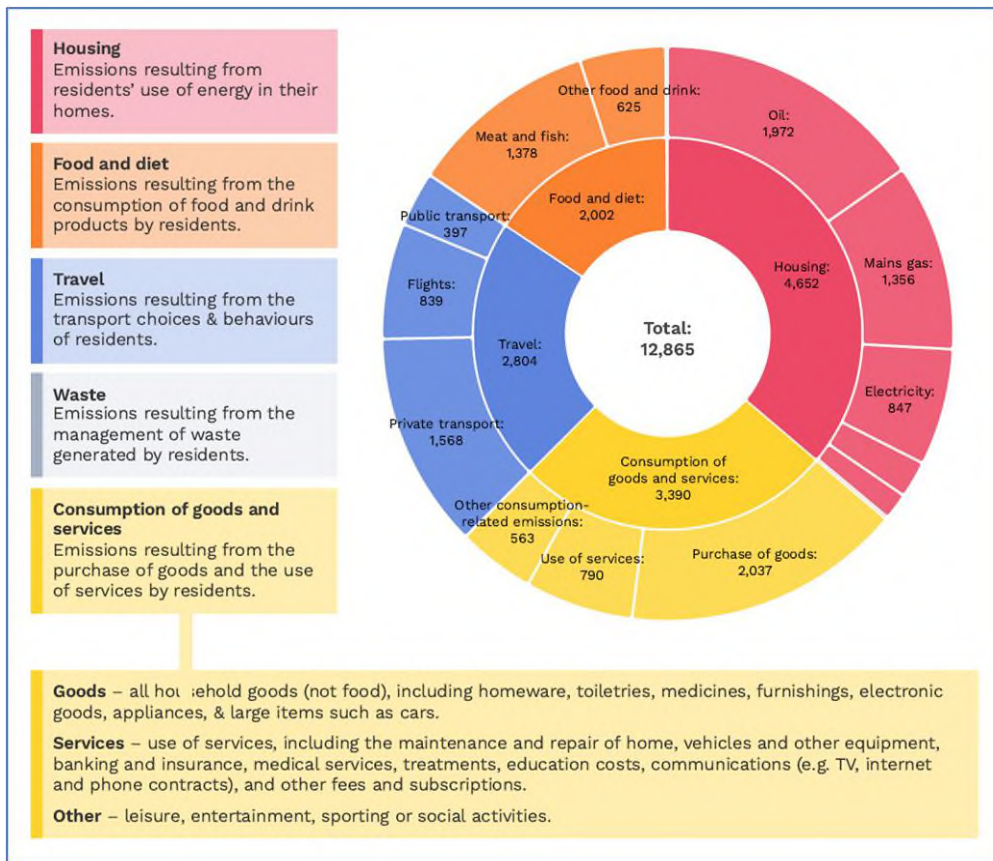 Housing
Emissions resulting from
residents' use of energy in their
homes.
Food and diet
Emissions resulting from the
consumption of food and drink
products by residents.
Travel
Emissions resulting from the
transport choices & behaviours
of residents.
Waste
Emissions resulting from the
management of waste
generated by residents.
Consumption of goods and
services
Emissions resulting from the
purchase of goods and the use
of services by residents.
Other food and drink:
625
Oil:
1,972
Meat and fish:
1,378
Food and diet:
2,002
Public transport:
397
Housing:
4,652
Mains gas:
1,356
Flights:
839
Total:
12,865
Travel:
2,804
Electricity:
847
Private transport:
1,568
Consumption of
goods and services:
3,390
Other consumption-
related emissions:
563
Use of services:
790
Purchase of goods:
2,037
Goods – all household goods (not food), including homeware, toiletries, medicines, furnishings, electronic
goods, appliances, & large items such as cars.
Services – use of services, including the maintenance and repair of home, vehicles and other equipment,
banking and insurance, medical services, treatments, education costs, communications (e.g. TV, internet
and phone contracts), and other fees and subscriptions.
Other – leisure, entertainment, sporting or social activities.